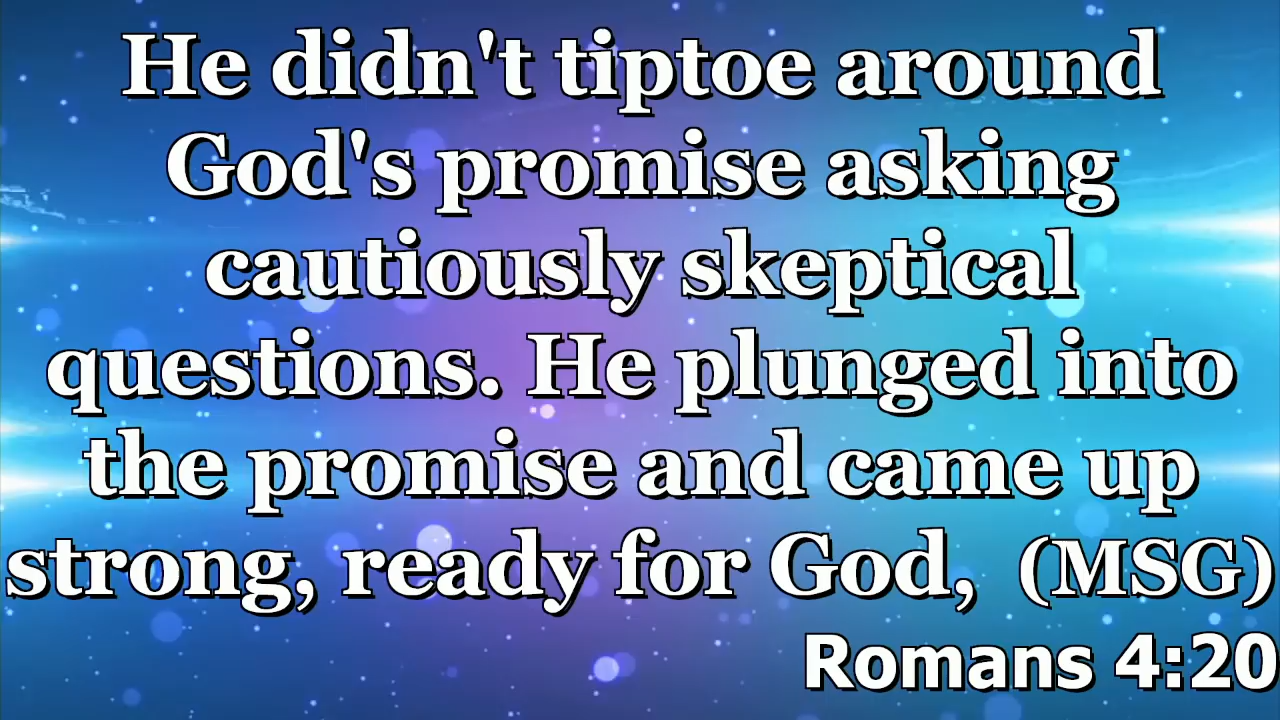 He didn't tiptoe around
God's promise asking
cautiously skeptical
questions. He plunged into
the promise and came up
strong, ready for God, (MSG)
Romans 4:20